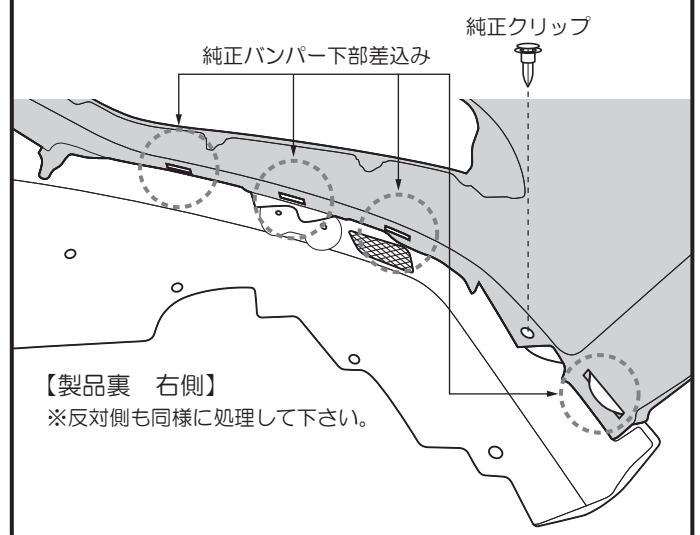 純正クリップ
純正バンパー下部差込み
【製品裏　右側】
※反対側も同様に処理して下さい。